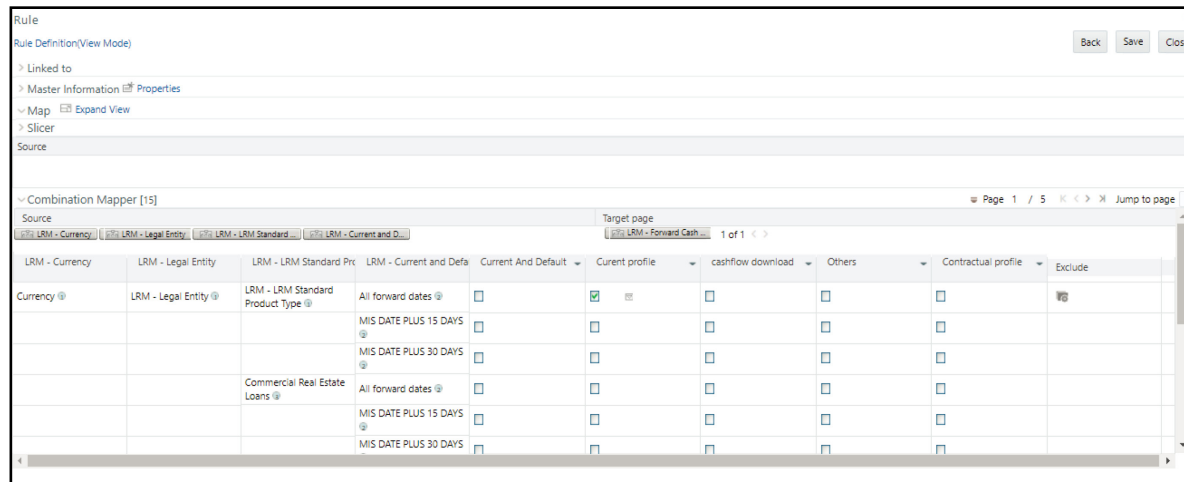 Rule
Rule Definition(View Mode) Back Save Clos
> Linked to
> Master Information Properties
Map Expand View
> Slicer
Source
Combination Mapper [15] Page 1 / 5 Jump to page
Source Target page
LRM - Currency LRM - Legal Entity LRM - LRM Standard ... LRM - Current and D... LRM - Forward Cash ... 1 of 1 < >
LRM - Currency LRM - Legal Entity LRM - LRM Standard Prc LRM - Current and Defa Current And Default Curent profile cashflow download Others Contractual profile Exclude
Currency LRM - Legal Entity LRM - LRM Standard Product Type All forward dates
MIS DATE PLUS 15 DAYS
MIS DATE PLUS 30 DAYS
Commercial Real Estate Loans All forward dates
MIS DATE PLUS 15 DAYS
MIS DATE PLUS 30 DAYS